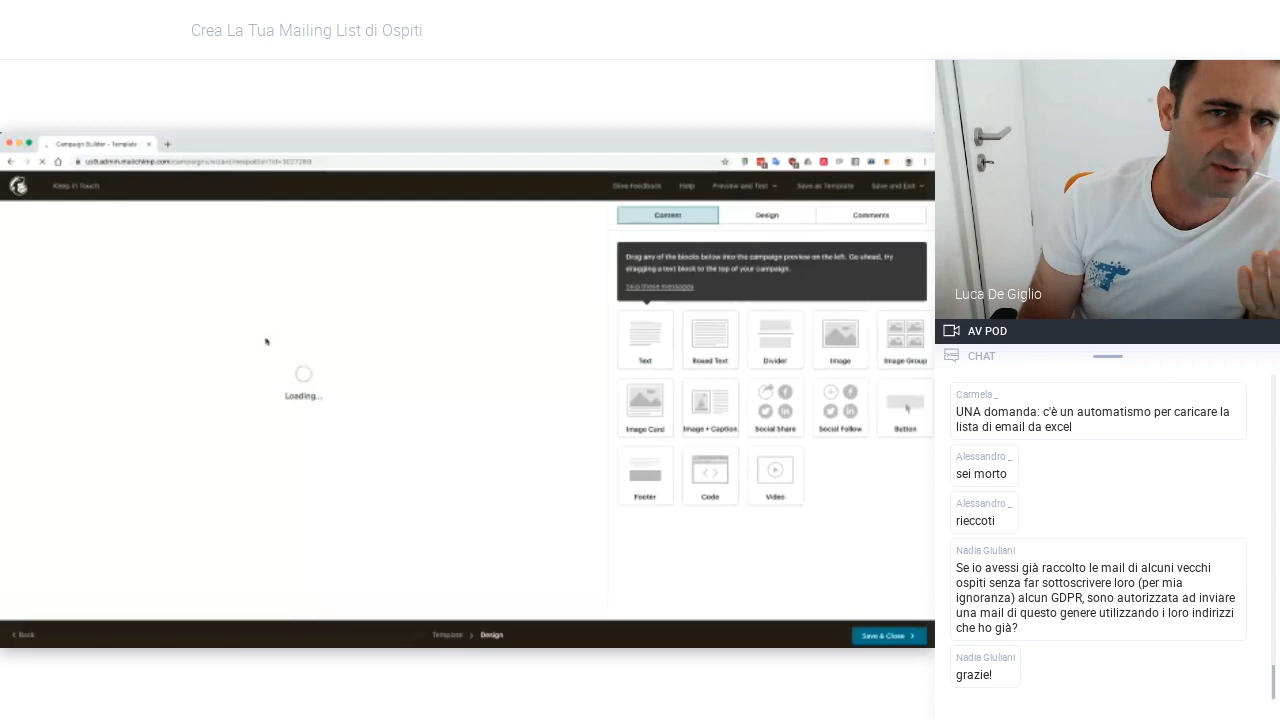 Crea La Tua Mailing List di Ospiti
Campaign Builder - Template
Keep in Touch
Give Feedback
Help
Preview and Test
Save as Template
Save and Exit
Content
Design
Comments
Drag any of the blocks below into the campaign preview on the left. Go ahead, try
dragging a text block to the top of your campaign.
Skip these messages
Loading...
Text
Boxed Text
Divider
Image
Image Group
Image Card
Image + Caption
Social Share
Social Follow
Button
Footer
Code
Video
Back
Template
Design
Save & Close
Luca De Giglio
AV POD
CHAT
Carmela _
UNA domanda: c'è un automatismo per caricare la
lista di email da excel
Alessandro _
sei morto
Alessandro _
rieccoti
Nadia Giuliani
Se io avessi già raccolto le mail di alcuni vecchi
ospiti senza far sottoscrivere loro (per mia
ignoranza) alcun GDPR, sono autorizzata ad inviare
una mail di questo genere utilizzando i loro indirizzi
che ho già?
Nadia Giuliani
grazie!